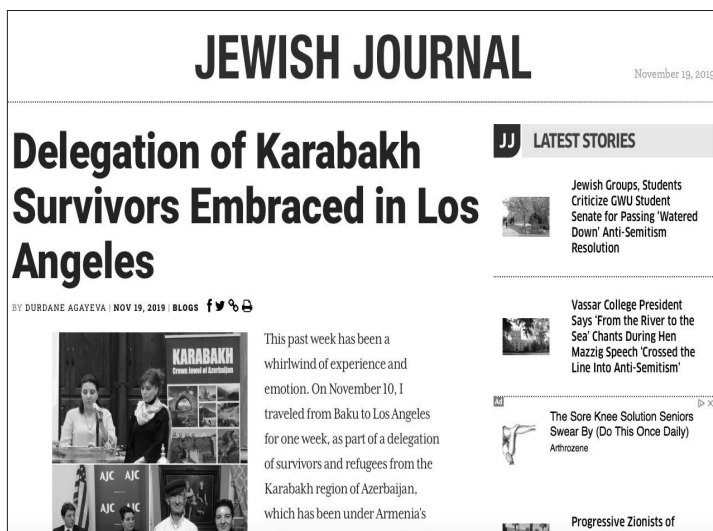 JEWISH JOURNAL
November 19, 2019
Delegation of Karabakh
Survivors Embraced in Los
Angeles
BY DURDANE AGAYEVA | NOV 19, 2019 | BLOGS
KARABAKH
Crown Jewel of Azerbaijan
AJC AJC
AJC AJC
This past week has been a
whirlwind of experience and
emotion. On November 10, I
traveled from Baku to Los Angeles
for one week, as part of a delegation
of survivors and refugees from the
Karabakh region of Azerbaijan,
which has been under Armenia's
JJ LATEST STORIES
Jewish Groups, Students
Criticize GWU Student
Senate for Passing 'Watered
Down' Anti-Semitism
Resolution
Vassar College President
Says 'From the River to the
Sea' Chants During Hen
Mazzig Speech 'Crossed the
Line Into Anti-Semitism'
Ad
The Sore Knee Solution Seniors
Swear By (Do This Once Daily)
Arthrozene
Progressive Zionists of